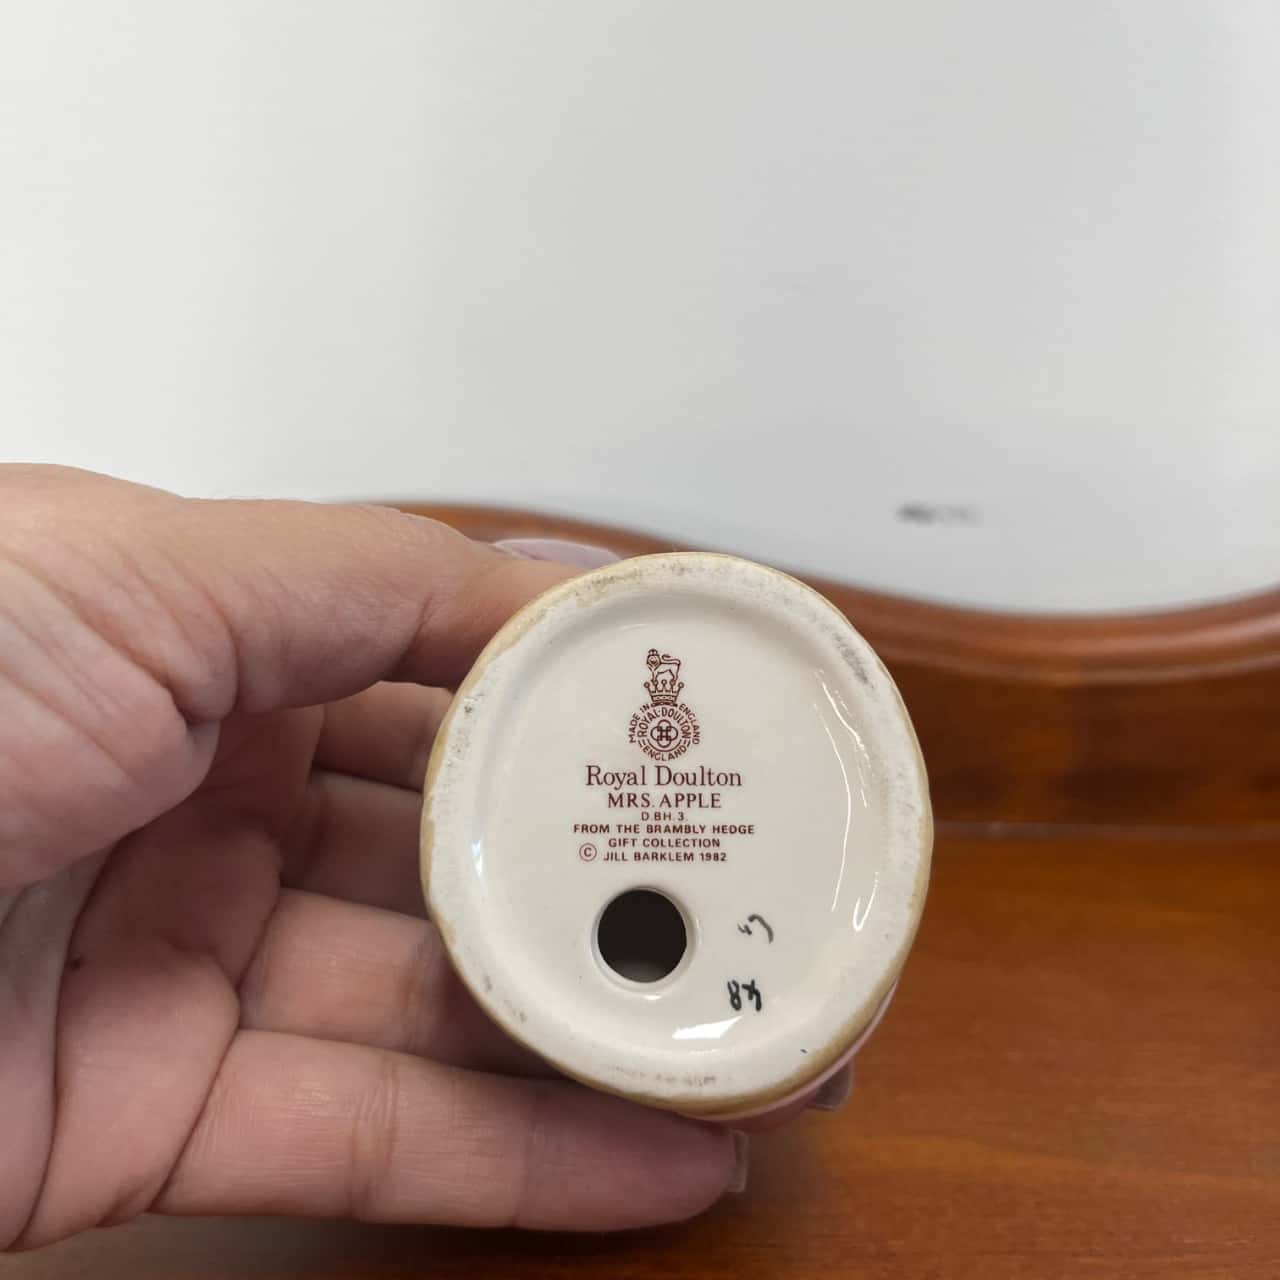 MADE IN ENGLAND
ROYAL·DOULTON
ENGLAND
Royal Doulton
MRS. APPLE
D.BH.3.
FROM THE BRAMBLY HEDGE
GIFT COLLECTION
© JILL BARKLEM 1982